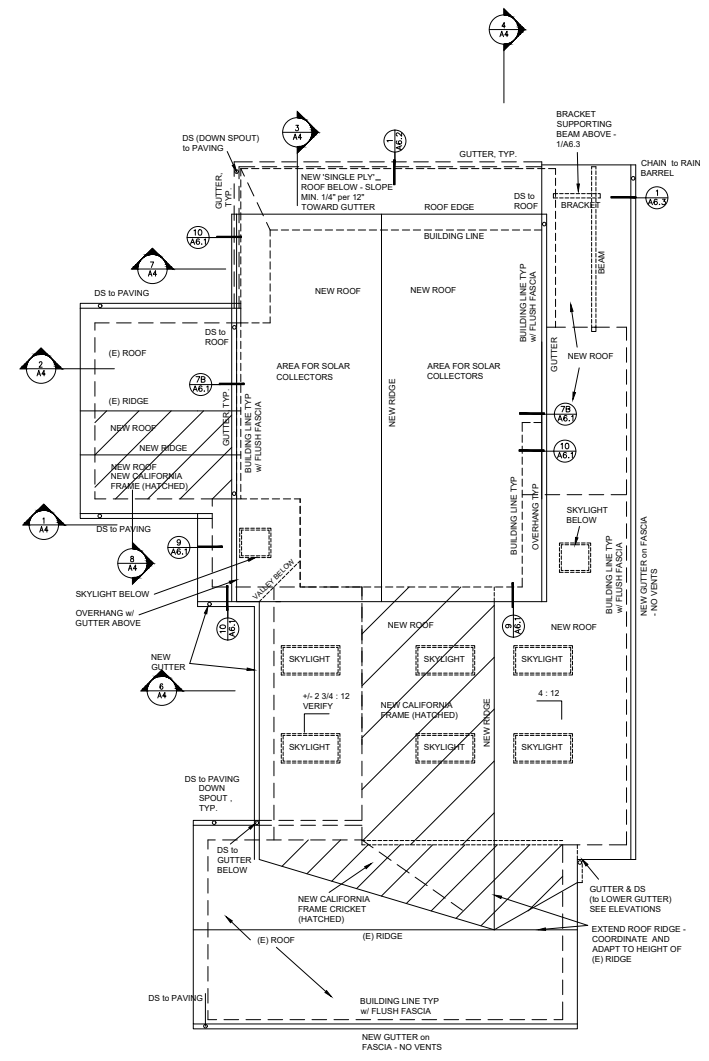 4
A4
BRACKET
SUPPORTING
BEAM ABOVE -
1/A6.3
DS (DOWN SPOUT)
to PAVING
3
A4
1
A6.2
GUTTER, TYP.
CHAIN to RAIN
BARREL
GUTTER,
TYP.
NEW 'SINGLE PLY'
ROOF BELOW - SLOPE
MIN. 1/4" per 12"
TOWARD GUTTER
ROOF EDGE
DS to
ROOF
BRACKET
1
A6.3
10
A6.1
BUILDING LINE
BEAM
7
A4
DS to PAVING
NEW ROOF
NEW ROOF
BUILDING LINE TYP
w/ FLUSH FASCIA
DS to
ROOF
GUTTER
NEW ROOF
2
A4
(E) ROOF
AREA FOR SOLAR
COLLECTORS
AREA FOR SOLAR
COLLECTORS
7B
A6.1
(E) RIDGE
NEW RIDGE
7B
A6.1
GUTTER, TYP.
BUILDING LINE TYP
w/ FLUSH FASCIA
NEW ROOF
NEW RIDGE
NEW ROOF
NEW CALIFORNIA
FRAME (HATCHED)
10
A6.1
BUILDING LINE TYP
OVERHANG TYP
SKYLIGHT
BELOW
1
A4
DS to PAVING
9
A6.1
8
A4
SKYLIGHT BELOW
VALLEY BELOW
BUILDING LINE TYP
w/ FLUSH FASCIA
NEW GUTTER on FASCIA
- NO VENTS
OVERHANG w/
GUTTER ABOVE
10
A6.1
9
A6.1
NEW ROOF
NEW ROOF
NEW
GUTTER
SKYLIGHT
SKYLIGHT
SKYLIGHT
6
A4
+/- 2 3/4 : 12
VERIFY
NEW CALIFORNIA
FRAME (HATCHED)
NEW RIDGE
4 : 12
SKYLIGHT
SKYLIGHT
SKYLIGHT
DS to PAVING
DOWN
SPOUT ,
TYP.
DS to
GUTTER
BELOW
NEW CALIFORNIA
FRAME CRICKET
(HATCHED)
GUTTER & DS
(to LOWER GUTTER)
SEE ELEVATIONS
EXTEND ROOF RIDGE -
COORDINATE AND
ADAPT TO HEIGHT OF
(E) RIDGE
(E) ROOF
(E) RIDGE
DS to PAVING
BUILDING LINE TYP
w/ FLUSH FASCIA
NEW GUTTER on
FASCIA - NO VENTS